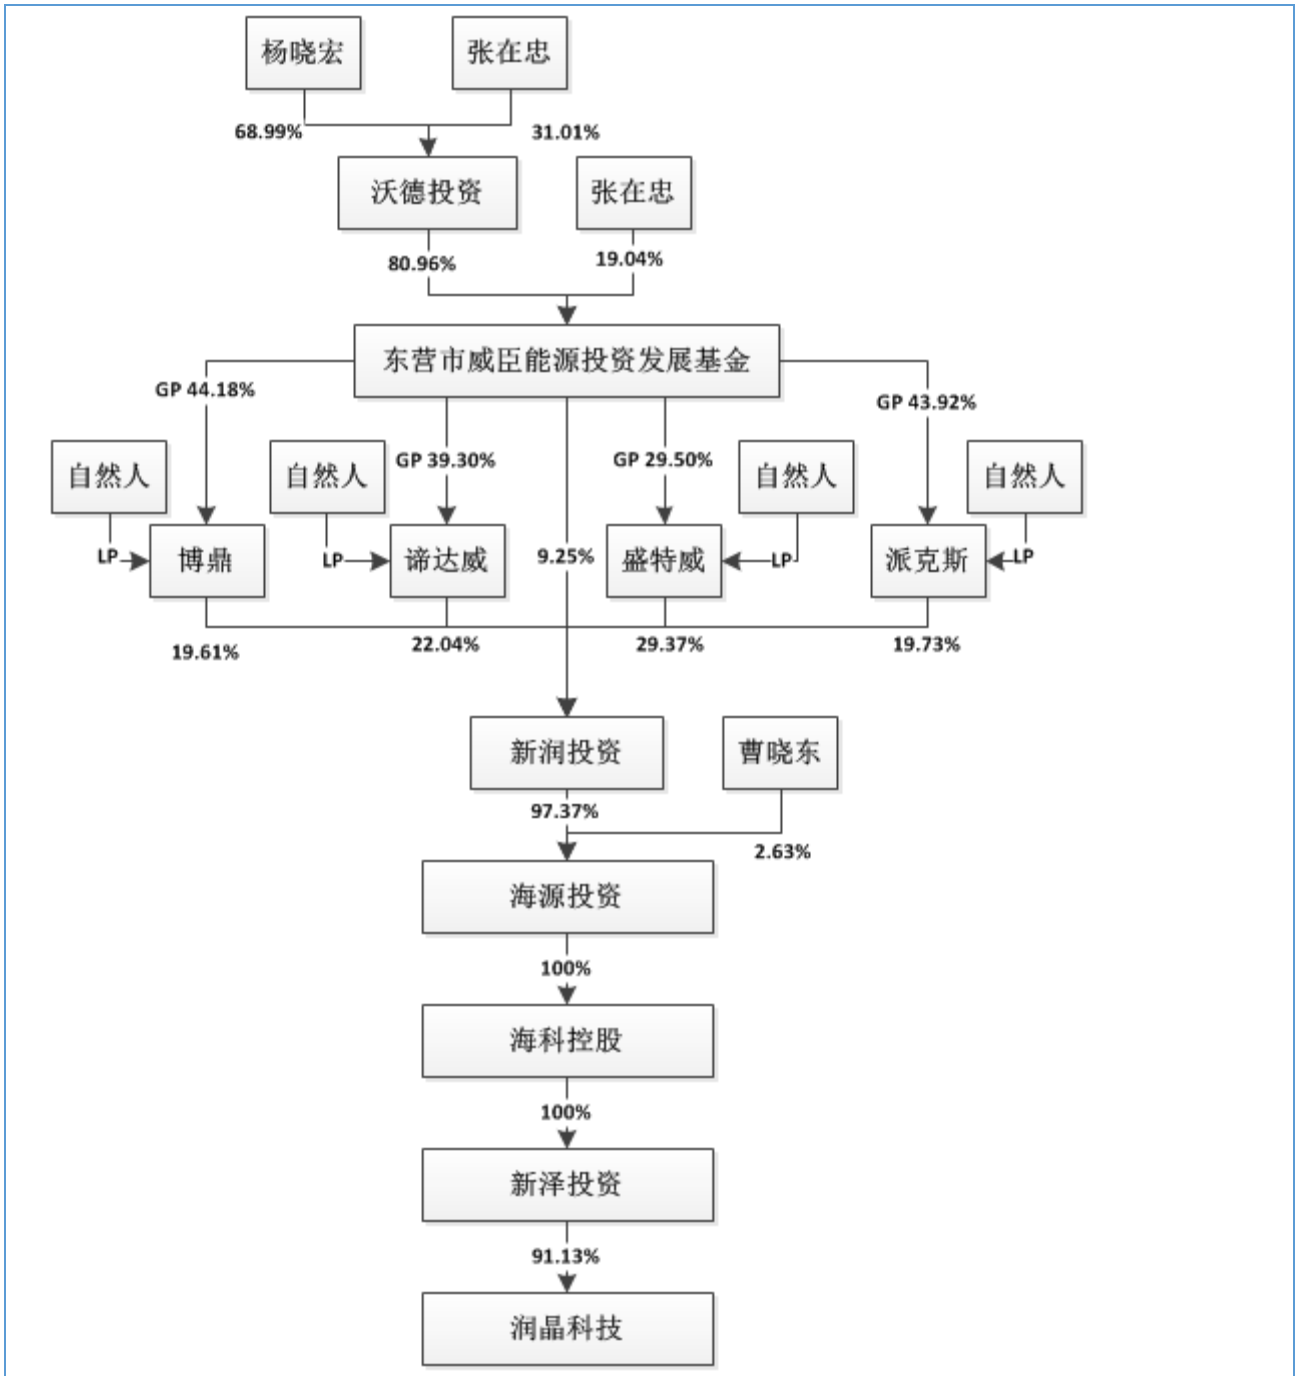 杨晓宏
张在忠
68.99%
31.01%
沃德投资
张在忠
80.96%
19.04%
东营市威臣能源投资发展基金
GP 44.18%
GP 43.92%
GP 39.30%
GP 29.50%
自然人
自然人
自然人
自然人
LP
博鼎
LP
谛达威
9.25%
盛特威
LP
派克斯
LP
19.61%
22.04%
29.37%
19.73%
新润投资
曹晓东
97.37%
2.63%
海源投资
100%
海科控股
100%
新泽投资
91.13%
润晶科技